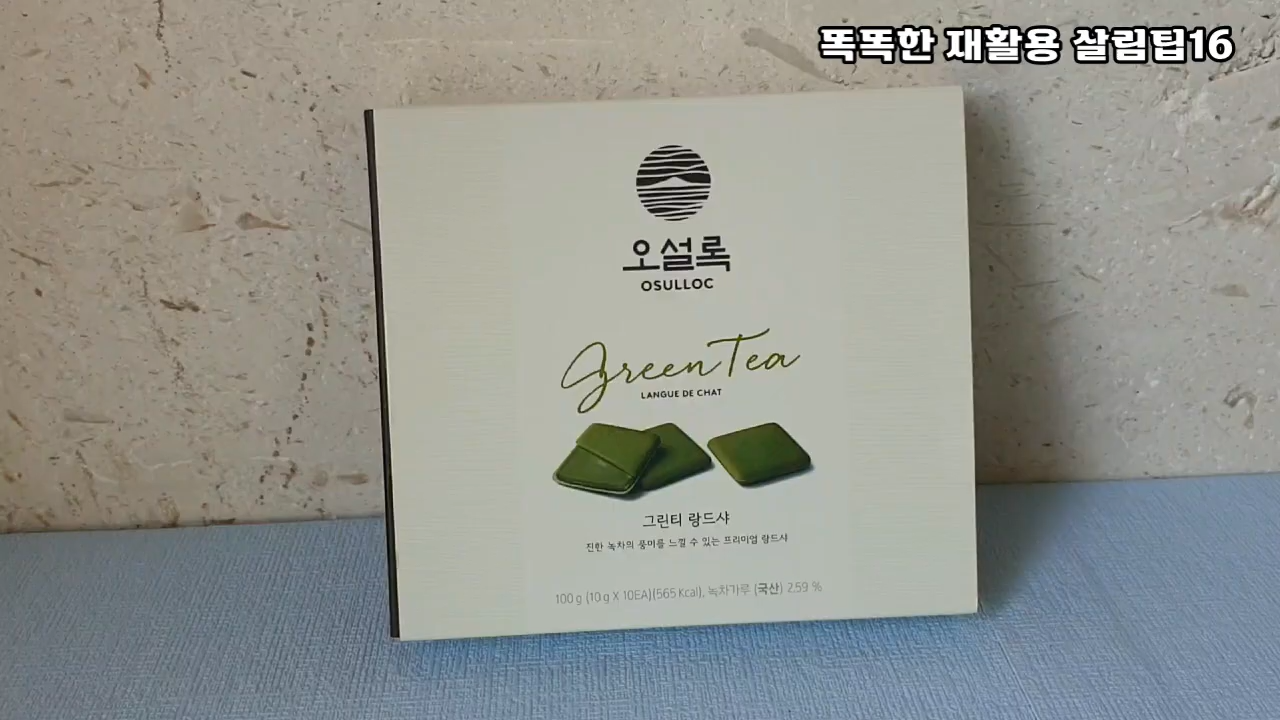 똑똑한 재활용 살림팁16
오설록
OSULLOC
Green Tea
LANGUE DE CHAT
그린티 랑드샤
진한 녹차의 풍미를 느낄 수 있는 프리미엄 랑드샤
100 g (10 g X 10EA)(565 Kcal), 녹차가루 (국산) 2.59 %